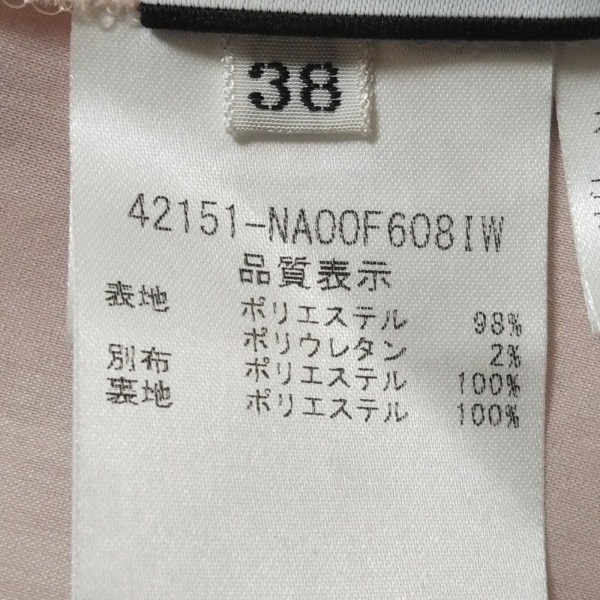 38
42151-NA00F608IW
品質表示
表地 ポリエステル 98%
ポリウレタン 2%
別布 ポリエステル 100%
裏地 ポリエステル 100%